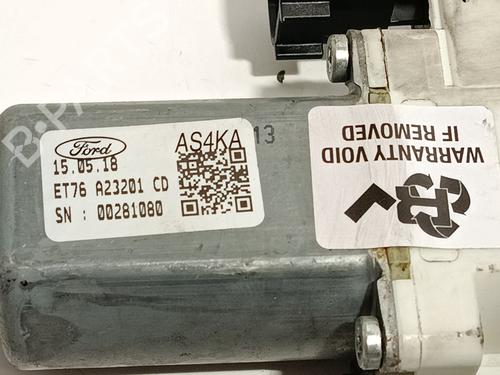 Ford
15.05.18
ET76 A23201 CD
SN : 00281080
AS4KA
13
WARRANTY VOID
IF REMOVED
B